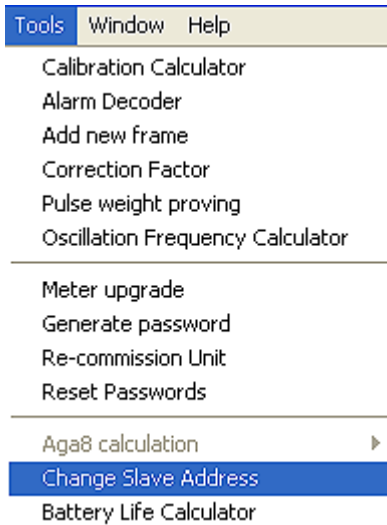 Tools Window Help
Calibration Calculator
Alarm Decoder
Add new frame
Correction Factor
Pulse weight proving
Oscillation Frequency Calculator
Meter upgrade
Generate password
Re-commission Unit
Reset Passwords
Aga8 calculation
Change Slave Address
Battery Life Calculator